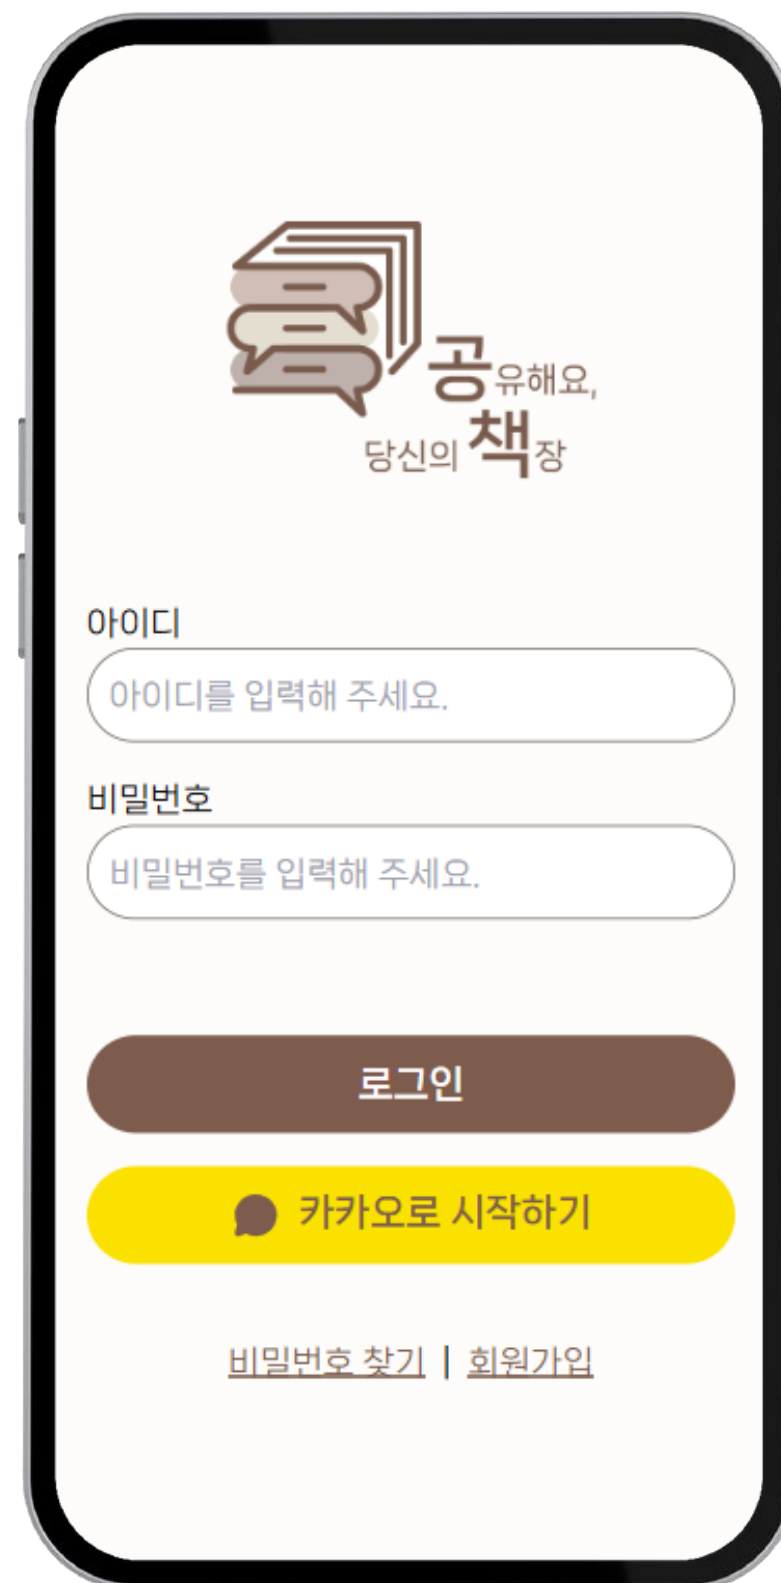 공유해요,
당신의 책장
아이디
아이디를 입력해 주세요.
비밀번호
비밀번호를 입력해 주세요.
로그인
카카오로 시작하기
비밀번호 찾기 | 회원가입